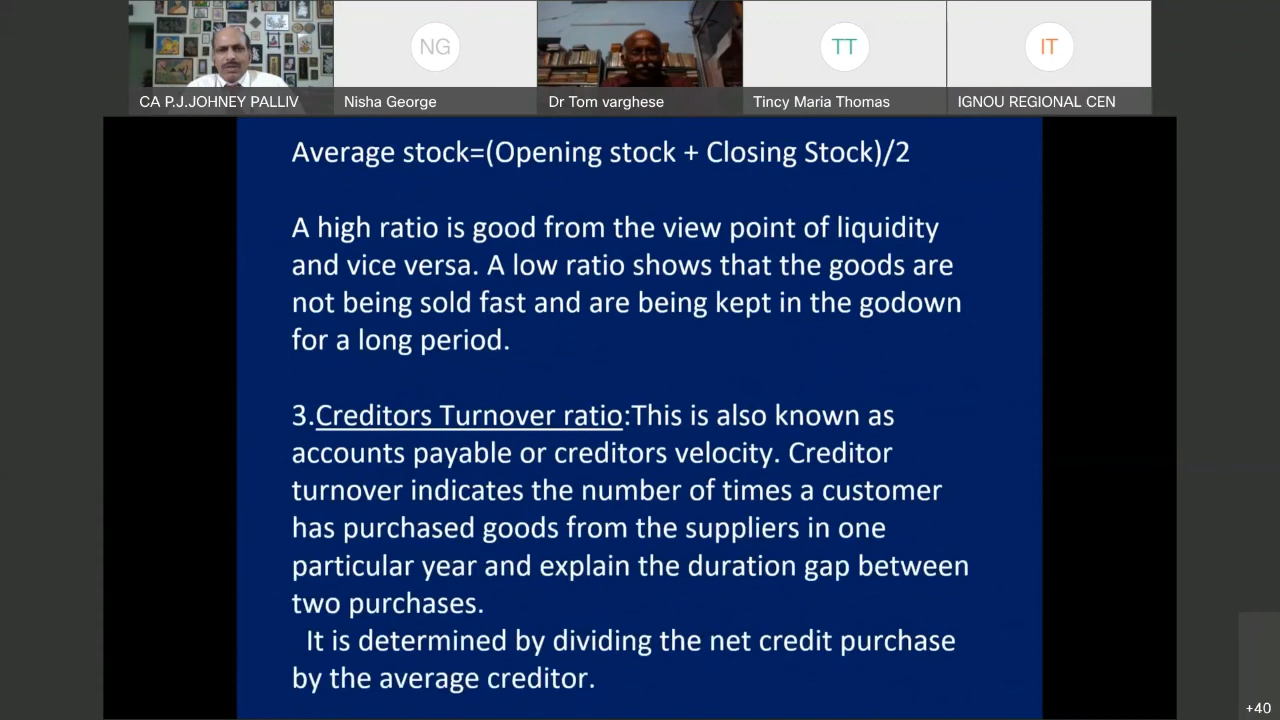 NG
TT
IT
CA P.J.JOHNEY PALLIV
Nisha George
Dr Tom varghese
Tincy Maria Thomas
IGNOU REGIONAL CEN
Average stock=(Opening stock + Closing Stock)/2
A high ratio is good from the view point of liquidity
and vice versa. A low ratio shows that the goods are
not being sold fast and are being kept in the godown
for a long period.
3.Creditors Turnover ratio:This is also known as
accounts payable or creditors velocity. Creditor
turnover indicates the number of times a customer
has purchased goods from the suppliers in one
particular year and explain the duration gap between
two purchases.
It is determined by dividing the net credit purchase
by the average creditor.
+40